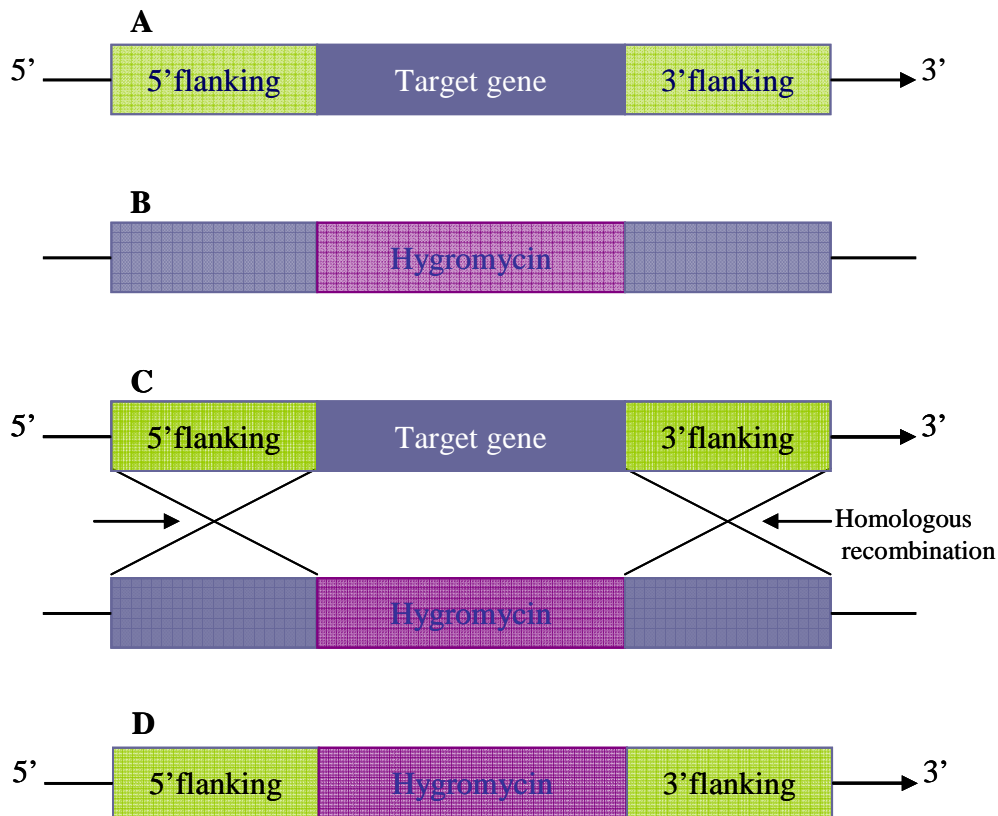 A
5’ 5’flanking Target gene 3’flanking 3’
B
Hygromycin
C
5’ 5’flanking Target gene 3’flanking 3’
Homologous
recombination
Hygromycin
D
5’ 5’flanking Hygromycin 3’flanking 3’